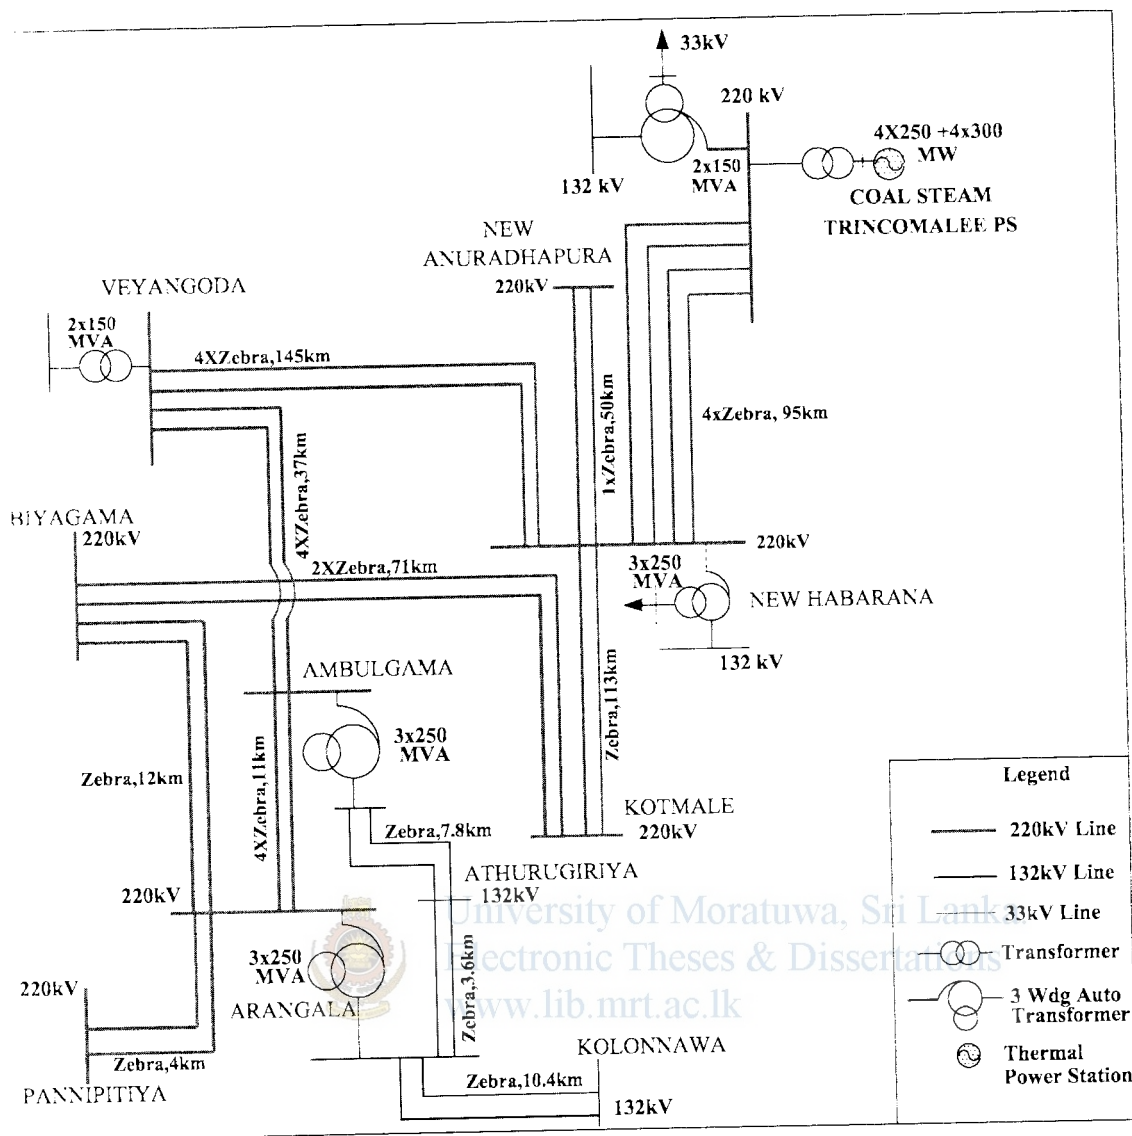 33kV
220 kV
4X250 +4x300
MW
2x150
MVA
132 kV
COAL STEAM
TRINCOMALEE PS
NEW
ANURADHAPURA
220kV
VEYANGODA
2x150
MVA
4XZebra,145km
1xZebra,50km
4xZebra, 95km
4XZebra,37km
BIYAGAMA
220kV
220kV
2XZebra,71km
3x250
MVA
NEW HABARANA
132 kV
AMBULGAMA
3x250
MVA
Zebra,113km
Zebra,12km
4XZebra,11km
Legend
KOTMALE
220kV
Zebra,7.8km
220kV Line
ATHURUGIRIYA
132kV
132kV Line
220kV
University of Moratuwa, Sri Lanka.
33kV Line
3x250
MVA
Electronic Theses & Dissertations
Transformer
Zebra,3.6km
220kV
ARANGALA
www.lib.mrt.ac.lk
3 Wdg Auto
Transformer
KOLONNAWA
Zebra,4km
Zebra,10.4km
Thermal
Power Station
PANNIPITIYA
132kV